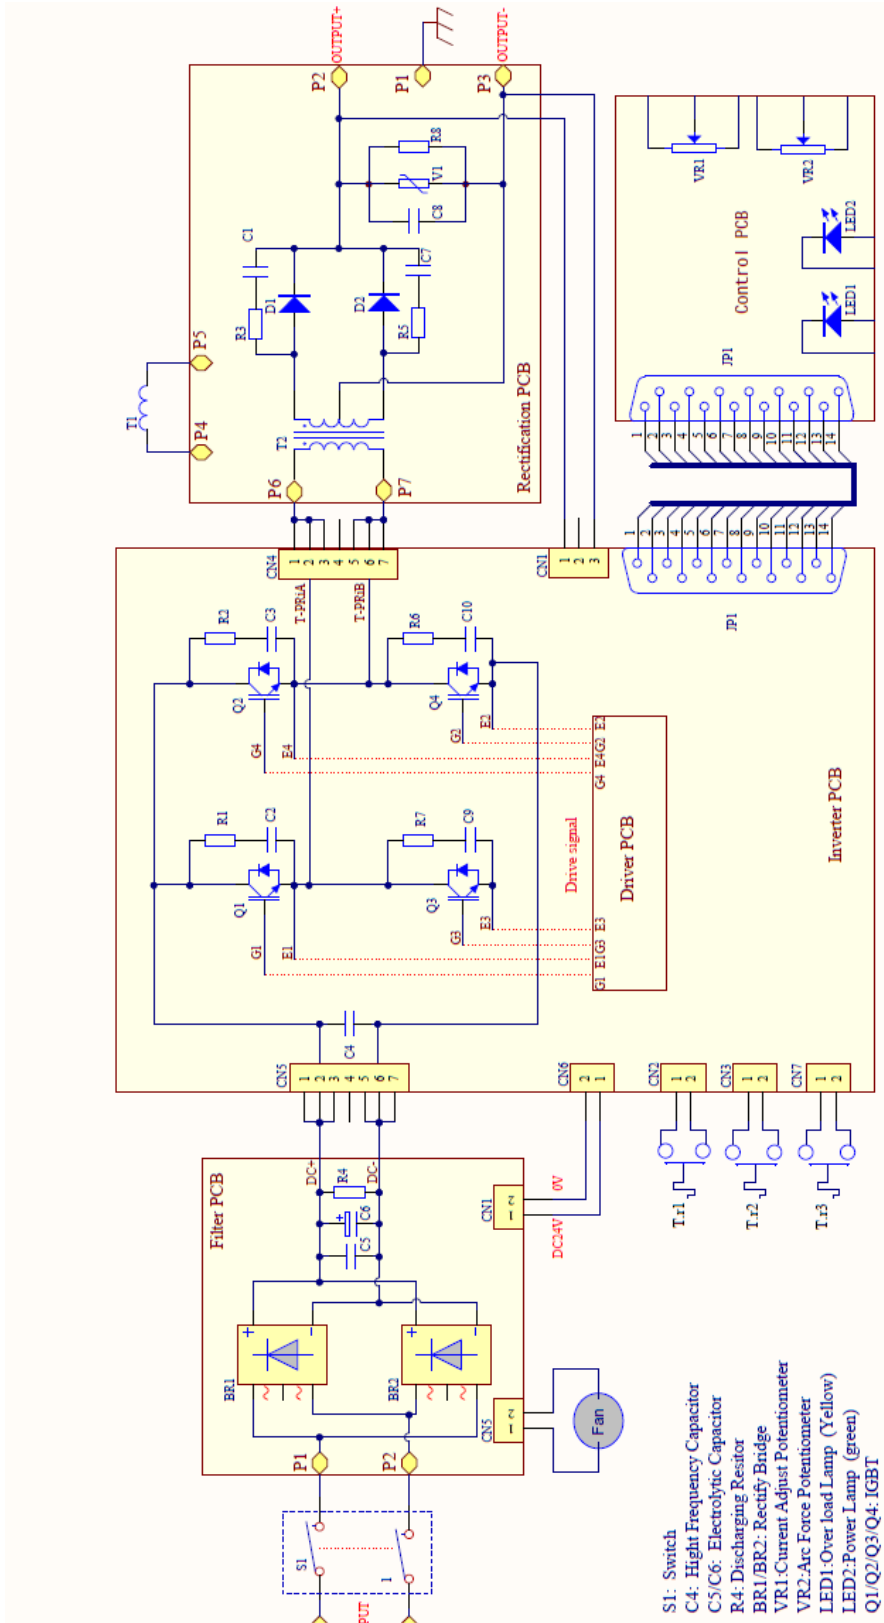 OUTPUT+
OUTPUT-
P2
P1
P3
R8
V1
C8
C1
C7
R3
D1
D2
R5
T1
P5
P4
T2
P6
P7
Rectification PCB
VR1
VR2
Control PCB
LED2
LED1
JP1
1
2
3
4
5
6
7
8
9
10
11
12
13
14
1
2
3
4
5
6
7
8
9
10
11
12
13
14
JP1
CN4
1
2
3
4
5
6
7
CN1
1
2
3
T-PRiA
T-PRiB
R2
C3
R6
C10
Q2
Q4
G4
E4
G2
E2
R1
C2
R7
C9
Q1
Q3
G1
E1
G3
E3
Drive signal
Driver PCB
G1 E1 G3 E3
G4 E4 G2 E2
Inverter PCB
C4
CN5
1
2
3
4
5
6
7
CN6
2
1
CN2
1
2
CN3
1
2
CN7
1
2
T.r1
T.r2
T.r3
Filter PCB
DC+
DC-
R4
+
C6
C5
CN1
1 2
0V
DC24V
BR1
+
-
BR2
+
-
P1
P2
CN5
1 2
Fan
S1
1
PUT
S1: Switch
C4: Hight Frequency Capacitor
C5/C6: Electrolytic Capacitor
R4: Discharging Resitor
BR1/BR2: Rectify Bridge
VR1:Current Adjust Potentiometer
VR2:Arc Force Potentiometer
LED1:Over load Lamp (Yellow)
LED2:Power Lamp (green)
Q1/Q2/Q3/Q4: IGBT